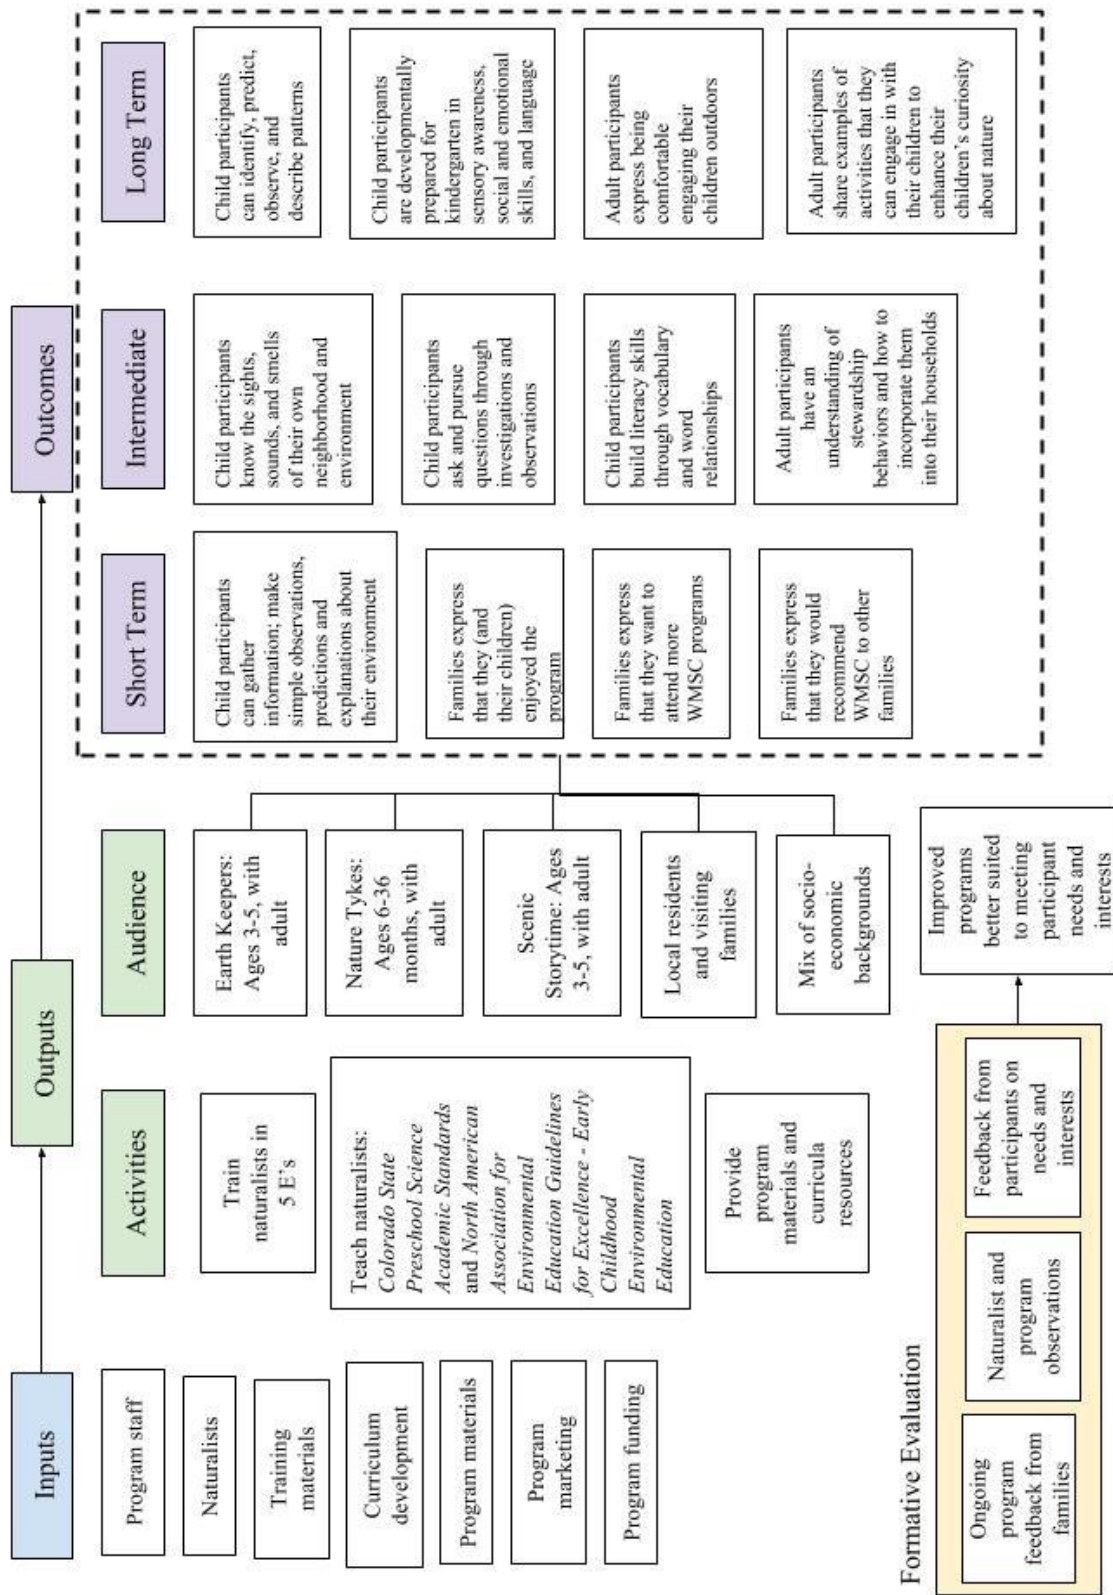 Inputs
Outputs
Outcomes
Program staff
Naturalists
Training
materials
Curriculum
development
Program materials
Program
marketing
Program funding
Activities
Train
naturalists in
5 E's
Teach naturalists:
Colorado State
Preschool Science
Academic Standards
and North American
Association for
Environmental
Education Guidelines
for Excellence - Early
Childhood
Environmental
Education
Provide
program
materials and
curricula
resources
Audience
Earth Keepers:
Ages 3-5, with
adult
Nature Tykes:
Ages 6-36
months, with
adult
Scenic
Storytime: Ages
3-5, with adult
Local residents
and visiting
families
Mix of socio-
economic
backgrounds
Short Term
Child participants
can gather
information; make
simple observations,
predictions and
explanations about
their environment
Families express
that they (and
their children)
enjoyed the
program
Families express
that they want to
attend more
WMSC programs
Families express
that they would
recommend
WMSC to other
families
Intermediate
Child participants
know the sights,
sounds, and smells
of their own
neighborhood and
environment
Child participants
ask and pursue
questions through
investigations and
observations
Child participants
build literacy skills
through vocabulary
and word
relationships
Adult participants
have an
understanding of
stewardship
behaviors and how to
incorporate them
into their households
Long Term
Child participants
can identify, predict,
observe, and
describe patterns
Child participants
are developmentally
prepared for
kindergarten in
sensory awareness,
social and emotional
skills, and language
Adult participants
express being
comfortable
engaging their
children outdoors
Adult participants
share examples of
activities that they
can engage in with
their children to
enhance their
children's curiosity
about nature
Formative Evaluation
Ongoing
program
feedback from
families
Naturalist and
program
observations
Feedback from
participants on
needs and
interests
Improved
programs
better suited
to meeting
participant
needs and
interests